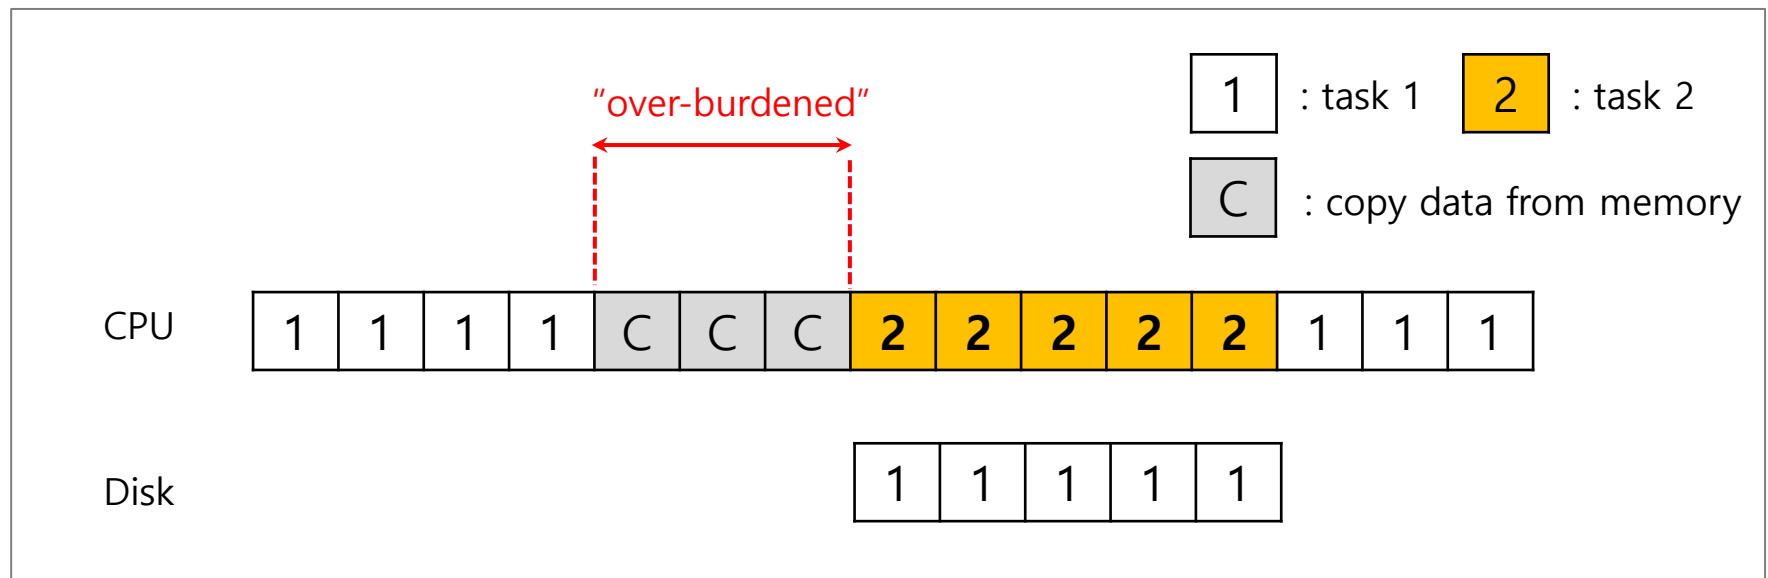 "over-burdened"
1 : task 1 2 : task 2
C : copy data from memory
CPU 1 1 1 1 C C C 2 2 2 2 2 1 1 1
Disk 1 1 1 1 1